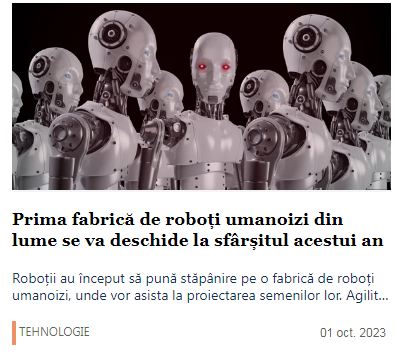 Prima fabrică de roboți umanoizi din
lume se va deschide la sfârșitul acestui an
Roboții au început să pună stăpânire pe o fabrică de roboți
umanoizi, unde vor asista la proiectarea semenilor lor. Agilit...
TEHNOLOGIE
01 oct. 2023